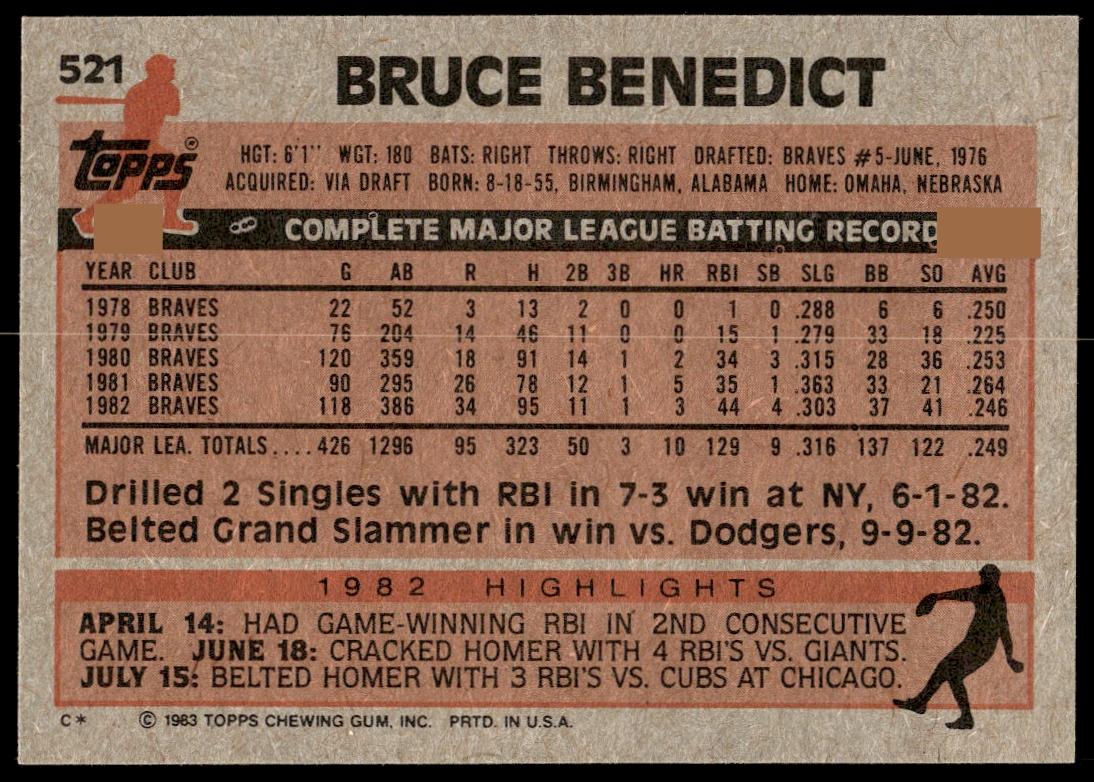 521
BRUCE BENEDICT
Topps®
HGT: 6'1" WGT: 180 BATS: RIGHT THROWS: RIGHT DRAFTED: BRAVES #5-JUNE, 1976
ACQUIRED: VIA DRAFT BORN: 8-18-55, BIRMINGHAM, ALABAMA HOME: OMAHA, NEBRASKA
COMPLETE MAJOR LEAGUE BATTING RECORD
YEAR CLUB G AB R H 2B 3B HR RBI SB SLG BB SO AVG
1978 BRAVES 22 52 3 13 2 0 0 1 0 .288 6 6 .250
1979 BRAVES 76 204 14 46 11 0 0 15 1 .279 33 18 .225
1980 BRAVES 120 359 18 91 14 1 2 34 3 .315 28 36 .253
1981 BRAVES 90 295 26 78 12 1 5 35 1 .363 33 21 .264
1982 BRAVES 118 386 34 95 11 1 3 44 4 .303 37 41 .246
MAJOR LEA. TOTALS.... 426 1296 95 323 50 3 10 129 9 .316 137 122 .249
Drilled 2 Singles with RBI in 7-3 win at NY, 6-1-82.
Belted Grand Slammer in win vs. Dodgers, 9-9-82.
1982 HIGHLIGHTS
APRIL 14: HAD GAME-WINNING RBI IN 2ND CONSECUTIVE
GAME. JUNE 18: CRACKED HOMER WITH 4 RBI'S VS. GIANTS.
JULY 15: BELTED HOMER WITH 3 RBI'S VS. CUBS AT CHICAGO.
C* © 1983 TOPPS CHEWING GUM, INC. PRTD. IN U.S.A.